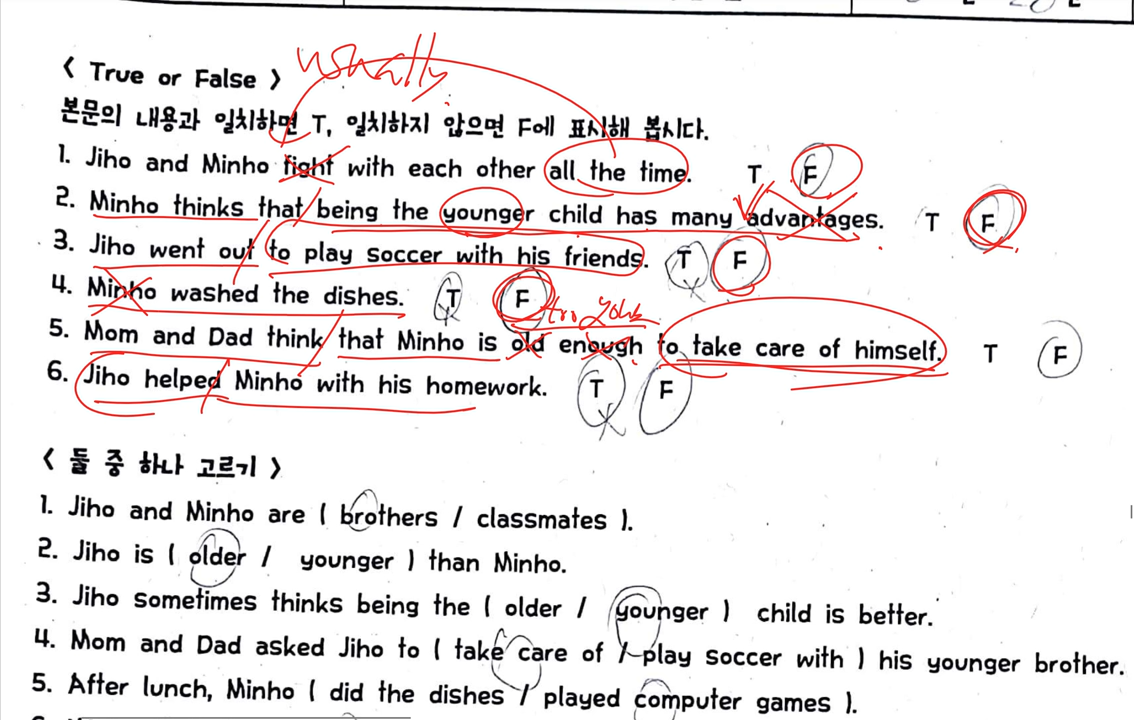 usually
< True or False >
본문의 내용과 일치하면 T, 일치하지 않으면 F에 표시해 봅시다.
1. Jiho and Minho fight with each other all the time. T F
2. Minho thinks that being the younger child has many advantages. T F
3. Jiho went out to play soccer with his friends. T F
4. Minho washed the dishes. T F
5. Mom and Dad think that Minho is old enough to take care of himself. T F
6. Jiho helped Minho with his homework. T F
< 둘 중 하나 고르기 >
1. Jiho and Minho are ( brothers / classmates ).
2. Jiho is ( older / younger ) than Minho.
3. Jiho sometimes thinks being the ( older / younger ) child is better.
4. Mom and Dad asked Jiho to ( take care of / play soccer with ) his younger brother.
5. After lunch, Minho ( did the dishes / played computer games ).